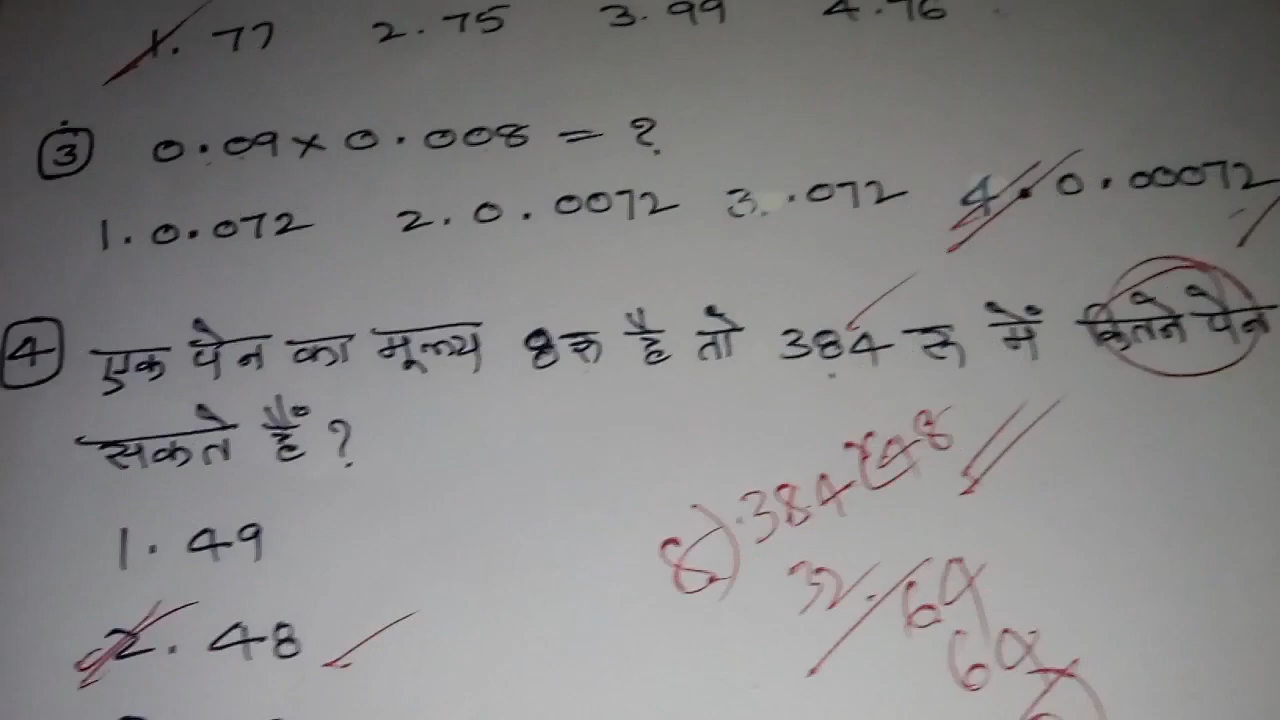 1. 77 2. 75 3. 99 4. 76
3 0.09 x 0.008 = ?
1. 0.072 2. 0.0072 3. .072 4. 0.00072
4 एक पेन का मूल्य 8 रु है तो 384 रु में कितने पेन
सकते हैं ?
1. 49
2. 48
8) 384 (48
32
64
64